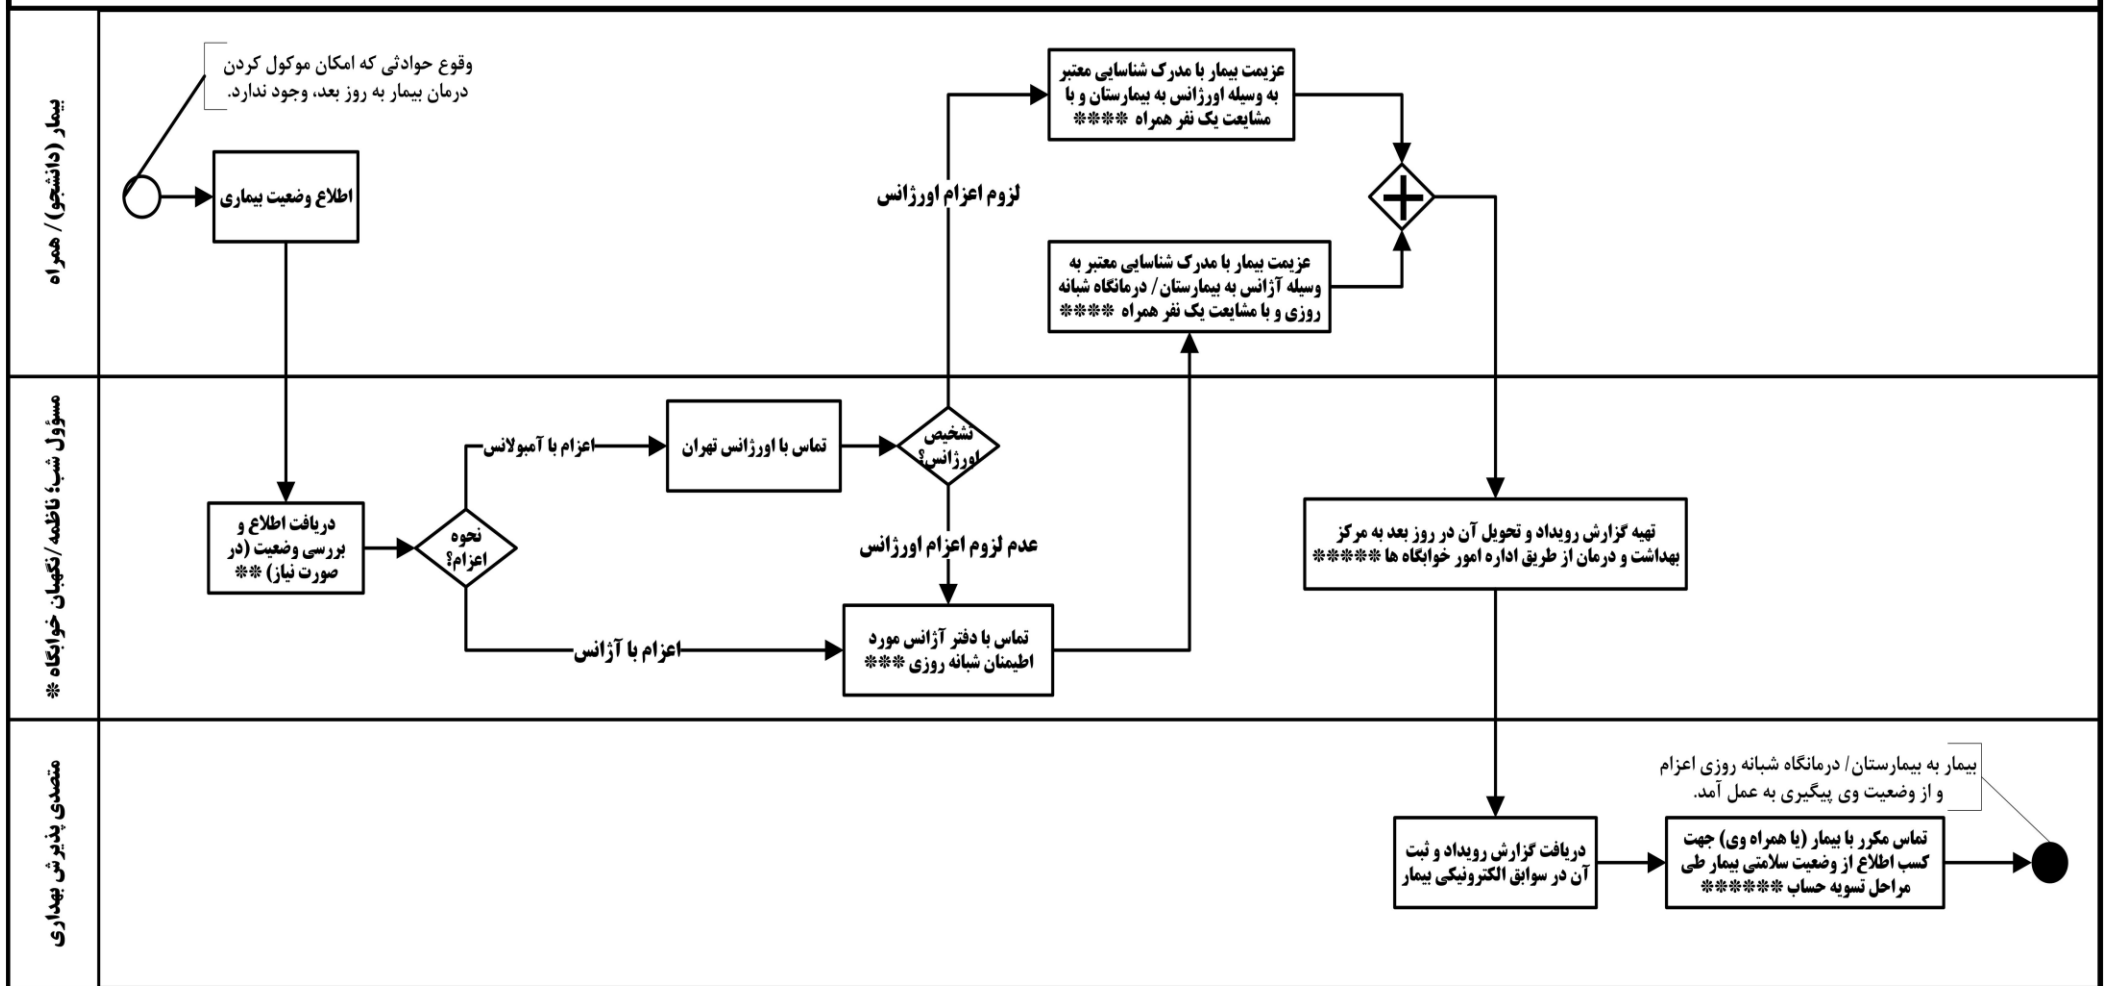 بیمار (دانشجو) / همراه
وقوع حوادثی که امکان موکول کردن
درمان بیمار به روز بعد، وجود ندارد.
اطلاع وضعیت بیماری
لزوم اعزام اورژانس
عزیمت بیمار با مدرک شناسایی معتبر
به وسیله اورژانس به بیمارستان و با
مشایعت یک نفر همراه ****
عزیمت بیمار با مدرک شناسایی معتبر به
وسیله آژانس به بیمارستان/ درمانگاه شبانه
روزی و با مشایعت یک نفر همراه ****
مسؤول شب؛ ناظمه/نگهبان خوابگاه *
دریافت اطلاع و
بررسی وضعیت (در
صورت نیاز) **
نحوه
اعزام؟
اعزام با آمبولانس
تماس با اورژانس تهران
تشخیص
اورژانس؟
عدم لزوم اعزام اورژانس
اعزام با آژانس
تماس با دفتر آژانس مورد
اطیمنان شبانه روزی ***
تهیه گزارش رویداد و تحویل آن در روز بعد به مرکز
بهداشت و درمان از طریق اداره امور خوابگاه ها *****
متصدی پذیرش بهداری
دریافت گزارش رویداد و ثبت
آن در سوابق الکترونیکی بیمار
تماس مکرر با بیمار (یا همراه وی) جهت
کسب اطلاع از وضعیت سلامتی بیمار طی
مراحل تسویه حساب ******
بیمار به بیمارستان/ درمانگاه شبانه روزی اعزام
و از وضعیت وی پیگیری به عمل آمد.